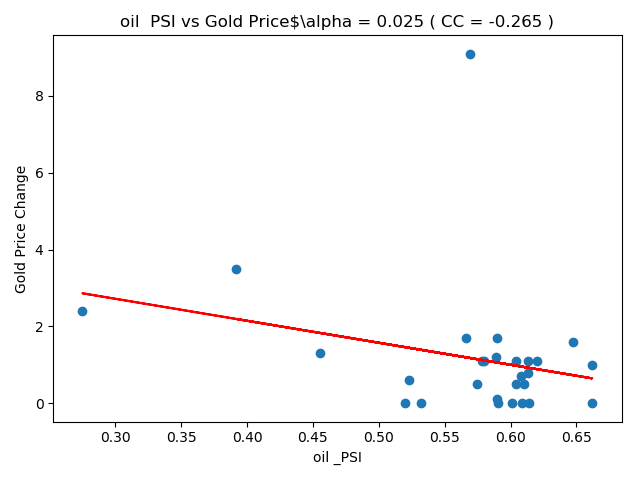 oil  PSI vs Gold Price$\alpha = 0.025 ( CC = -0.265 )
8
6
4
2
0
Gold Price Change
0.30 0.35 0.40 0.45 0.50 0.55 0.60 0.65
oil _PSI